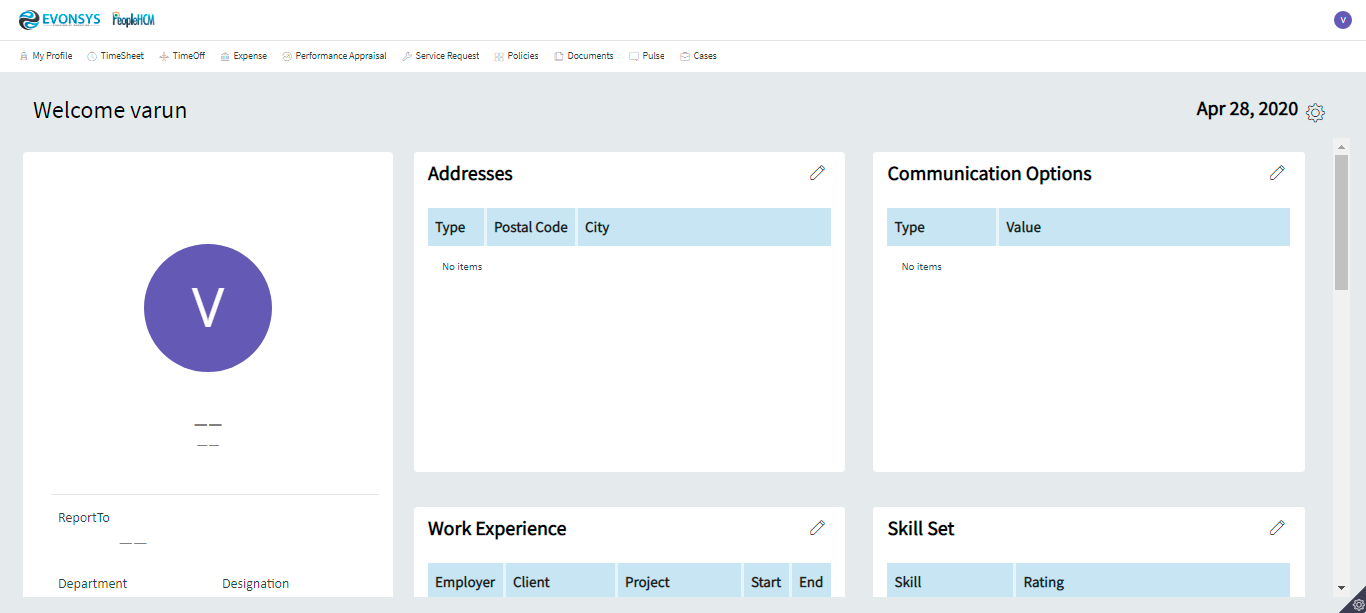 EVONSYS PeopleHCM V
My Profile TimeSheet TimeOff Expense Performance Appraisal Service Request Policies Documents Pulse Cases
Welcome varun Apr 28, 2020
Addresses Communication Options
Type Postal Code City Type Value
No items No items
V
——
——
ReportTo
——
Work Experience Skill Set
Department Designation Employer Client Project Start End Skill Rating